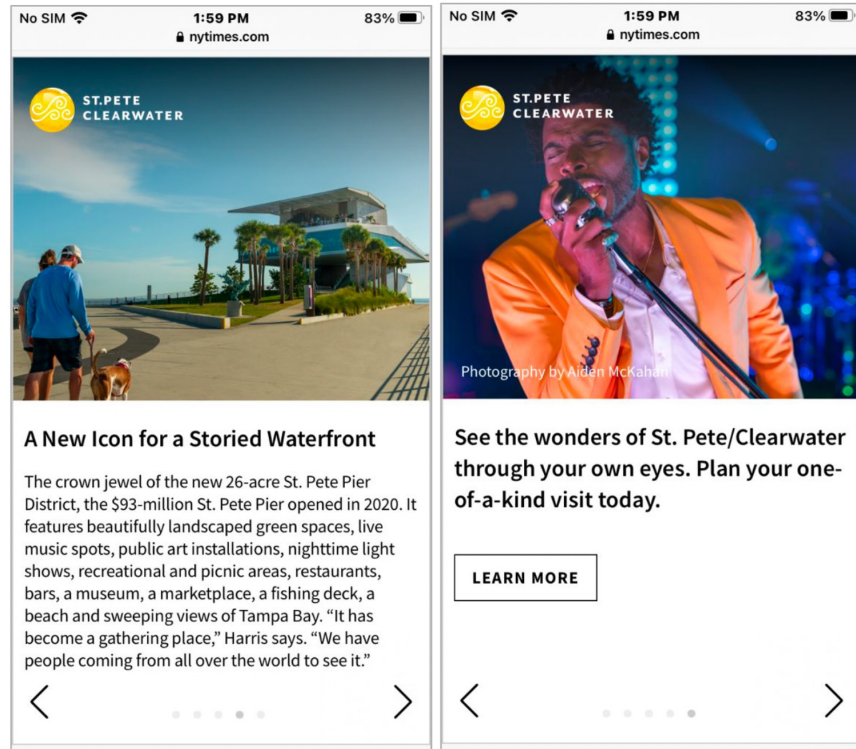 No SIM
1:59 PM
83%
nytimes.com
ST.PETE
CLEARWATER
A New Icon for a Storied Waterfront
The crown jewel of the new 26-acre St. Pete Pier
District, the $93-million St. Pete Pier opened in 2020. It
features beautifully landscaped green spaces, live
music spots, public art installations, nighttime light
shows, recreational and picnic areas, restaurants,
bars, a museum, a marketplace, a fishing deck, a
beach and sweeping views of Tampa Bay. “It has
become a gathering place,” Harris says. “We have
people coming from all over the world to see it.”
No SIM
1:59 PM
83%
nytimes.com
ST.PETE
CLEARWATER
Photography by Aiden McKahan
See the wonders of St. Pete/Clearwater
through your own eyes. Plan your one-
of-a-kind visit today.
LEARN MORE